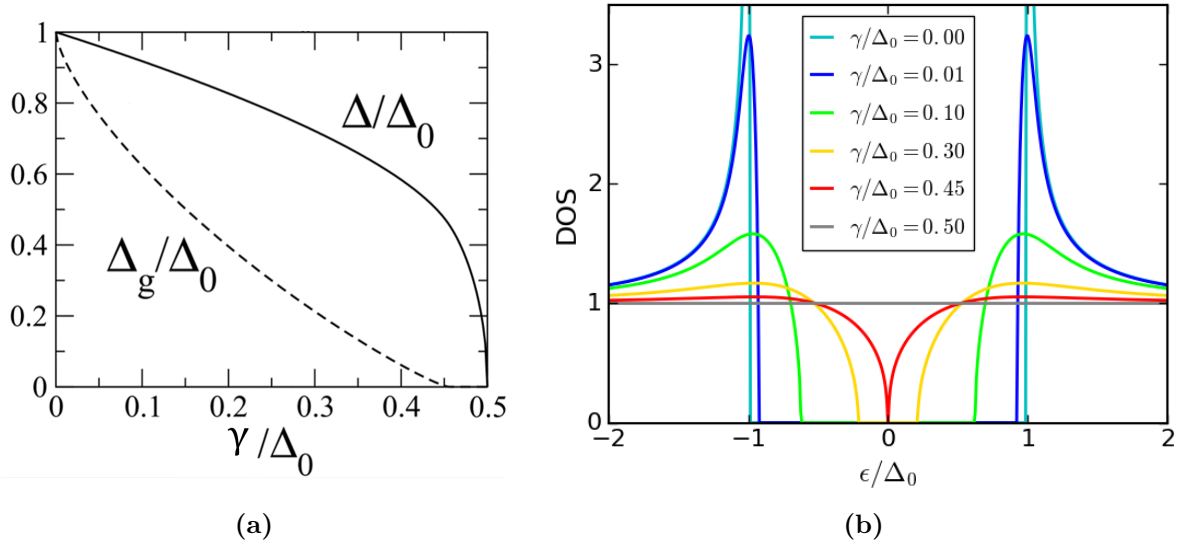 1
0.8
0.6
0.4
0.2
0
Δ/Δ₀
Δg/Δ₀
0 0.1 0.2 0.3 0.4 0.5
γ/Δ₀
(a)
DOS
3
2
1
0
γ/Δ₀ = 0.00
γ/Δ₀ = 0.01
γ/Δ₀ = 0.10
γ/Δ₀ = 0.30
γ/Δ₀ = 0.45
γ/Δ₀ = 0.50
−2 −1 0 1 2
ϵ/Δ₀
(b)